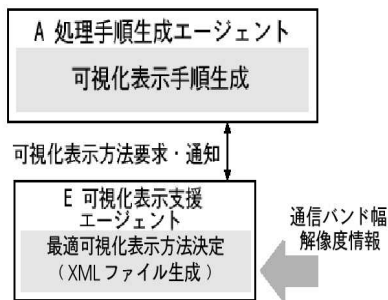 A 処理手順生成エージェント
可視化表示手順生成
可視化表示方法要求・通知
E 可視化表示支援
エージェント
最適可視化表示方法決定
(XMLファイル生成)
通信バンド幅
解像度情報